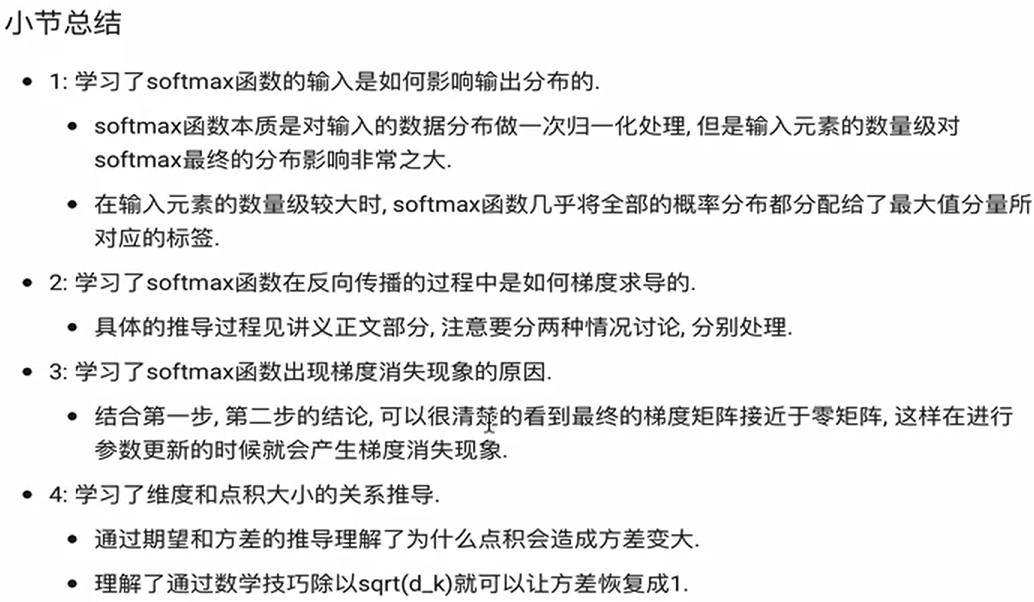 小节总结
1: 学习了softmax函数的输入是如何影响输出分布的.
softmax函数本质是对输入的数据分布做一次归一化处理, 但是输入元素的数量级对
softmax最终的分布影响非常之大.
在输入元素的数量级较大时, softmax函数几乎将全部的概率分布都分配给了最大值分量所
对应的标签.
2: 学习了softmax函数在反向传播的过程中是如何梯度求导的.
具体的推导过程见讲义正文部分, 注意要分两种情况讨论, 分别处理.
3: 学习了softmax函数出现梯度消失现象的原因.
结合第一步, 第二步的结论, 可以很清楚的看到最终的梯度矩阵接近于零矩阵, 这样在进行
参数更新的时候就会产生梯度消失现象.
4: 学习了维度和点积大小的关系推导.
通过期望和方差的推导理解了为什么点积会造成方差变大.
理解了通过数学技巧除以sqrt(d_k)就可以让方差恢复成1.